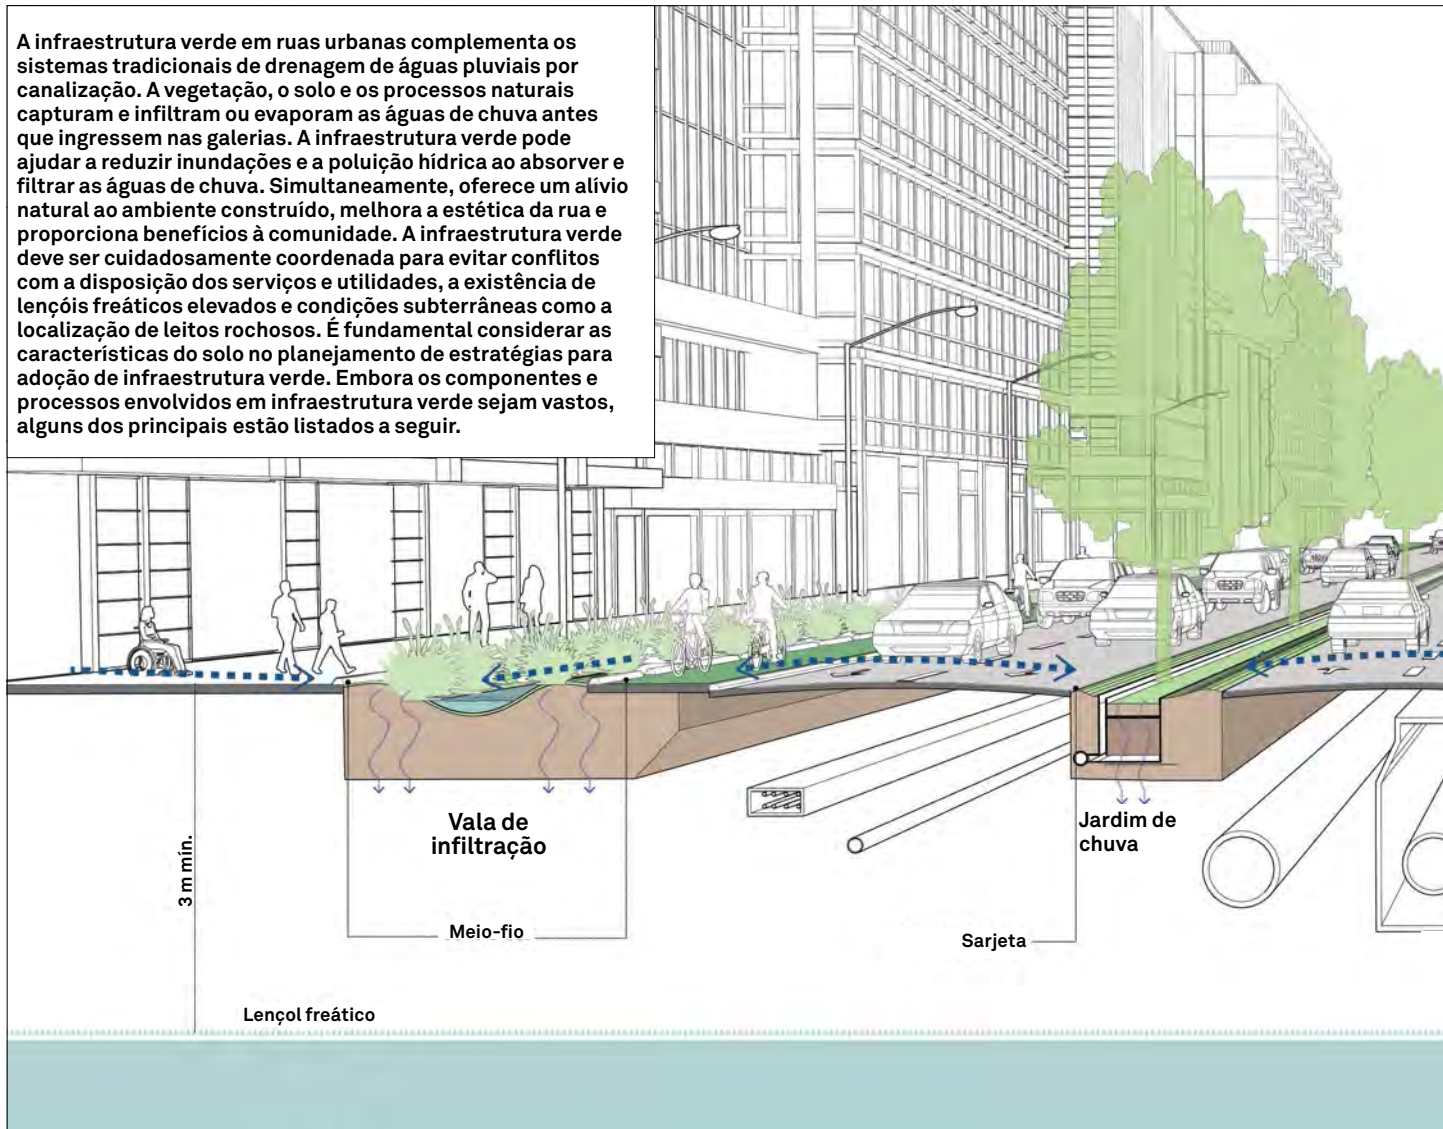 A infraestrutura verde em ruas urbanas complementa os
sistemas tradicionais de drenagem de águas pluviais por
canalização. A vegetação, o solo e os processos naturais
capturam e infiltram ou evaporam as águas de chuva antes
que ingressem nas galerias. A infraestrutura verde pode
ajudar a reduzir inundações e a poluição hídrica ao absorver e
filtrar as águas de chuva. Simultaneamente, oferece um alívio
natural ao ambiente construído, melhora a estética da rua e
proporciona benefícios à comunidade. A infraestrutura verde
deve ser cuidadosamente coordenada para evitar conflitos
com a disposição dos serviços e utilidades, a existência de
lençóis freáticos elevados e condições subterrâneas como a
localização de leitos rochosos. É fundamental considerar as
características do solo no planejamento de estratégias para
adoção de infraestrutura verde. Embora os componentes e
processos envolvidos em infraestrutura verde sejam vastos,
alguns dos principais estão listados a seguir.
Vala de
infiltração
Jardim de
chuva
3 m mín.
Meio-fio
Sarjeta
Lençol freático